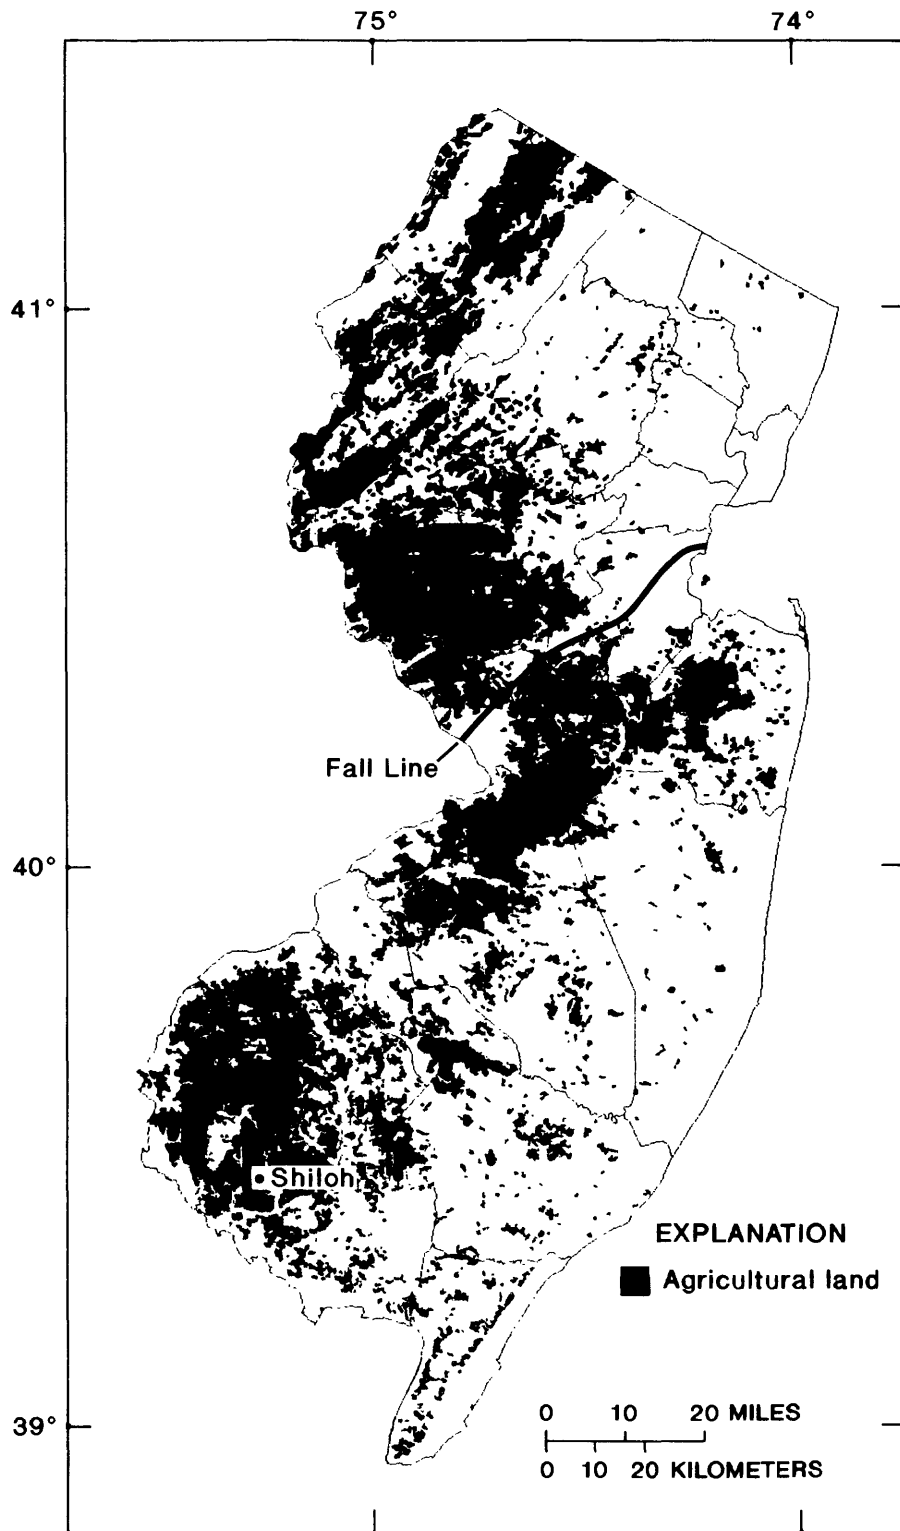 75° 74°
41°
Fall Line
40°
Shiloh
EXPLANATION
Agricultural land
39°
0 10 20 MILES
0 10 20 KILOMETERS